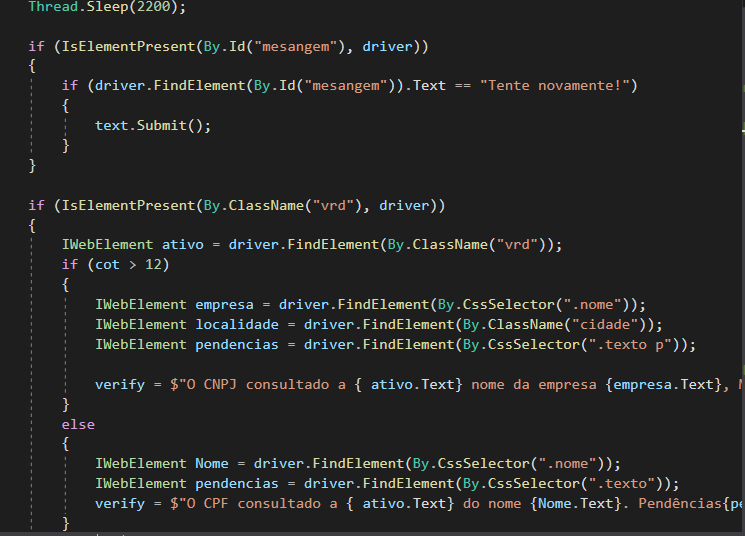 Thread.Sleep(2200);
if (IsElementPresent(By.Id("mesangem"), driver))
{
if (driver.FindElement(By.Id("mesangem")).Text == "Tente novamente!")
{
text.Submit();
}
}
if (IsElementPresent(By.ClassName("vrd"), driver))
{
IWebElement ativo = driver.FindElement(By.ClassName("vrd"));
if (cot > 12)
{
IWebElement empresa = driver.FindElement(By.CssSelector(".nome"));
IWebElement localidade = driver.FindElement(By.ClassName("cidade"));
IWebElement pendencias = driver.FindElement(By.CssSelector(".texto p"));
verify = $"O CNPJ consultado a { ativo.Text} nome da empresa {empresa.Text},
}
else
{
IWebElement Nome = driver.FindElement(By.CssSelector(".nome"));
IWebElement pendencias = driver.FindElement(By.CssSelector(".texto"));
verify = $"O CPF consultado a { ativo.Text} do nome {Nome.Text}. Pendências{pe
}